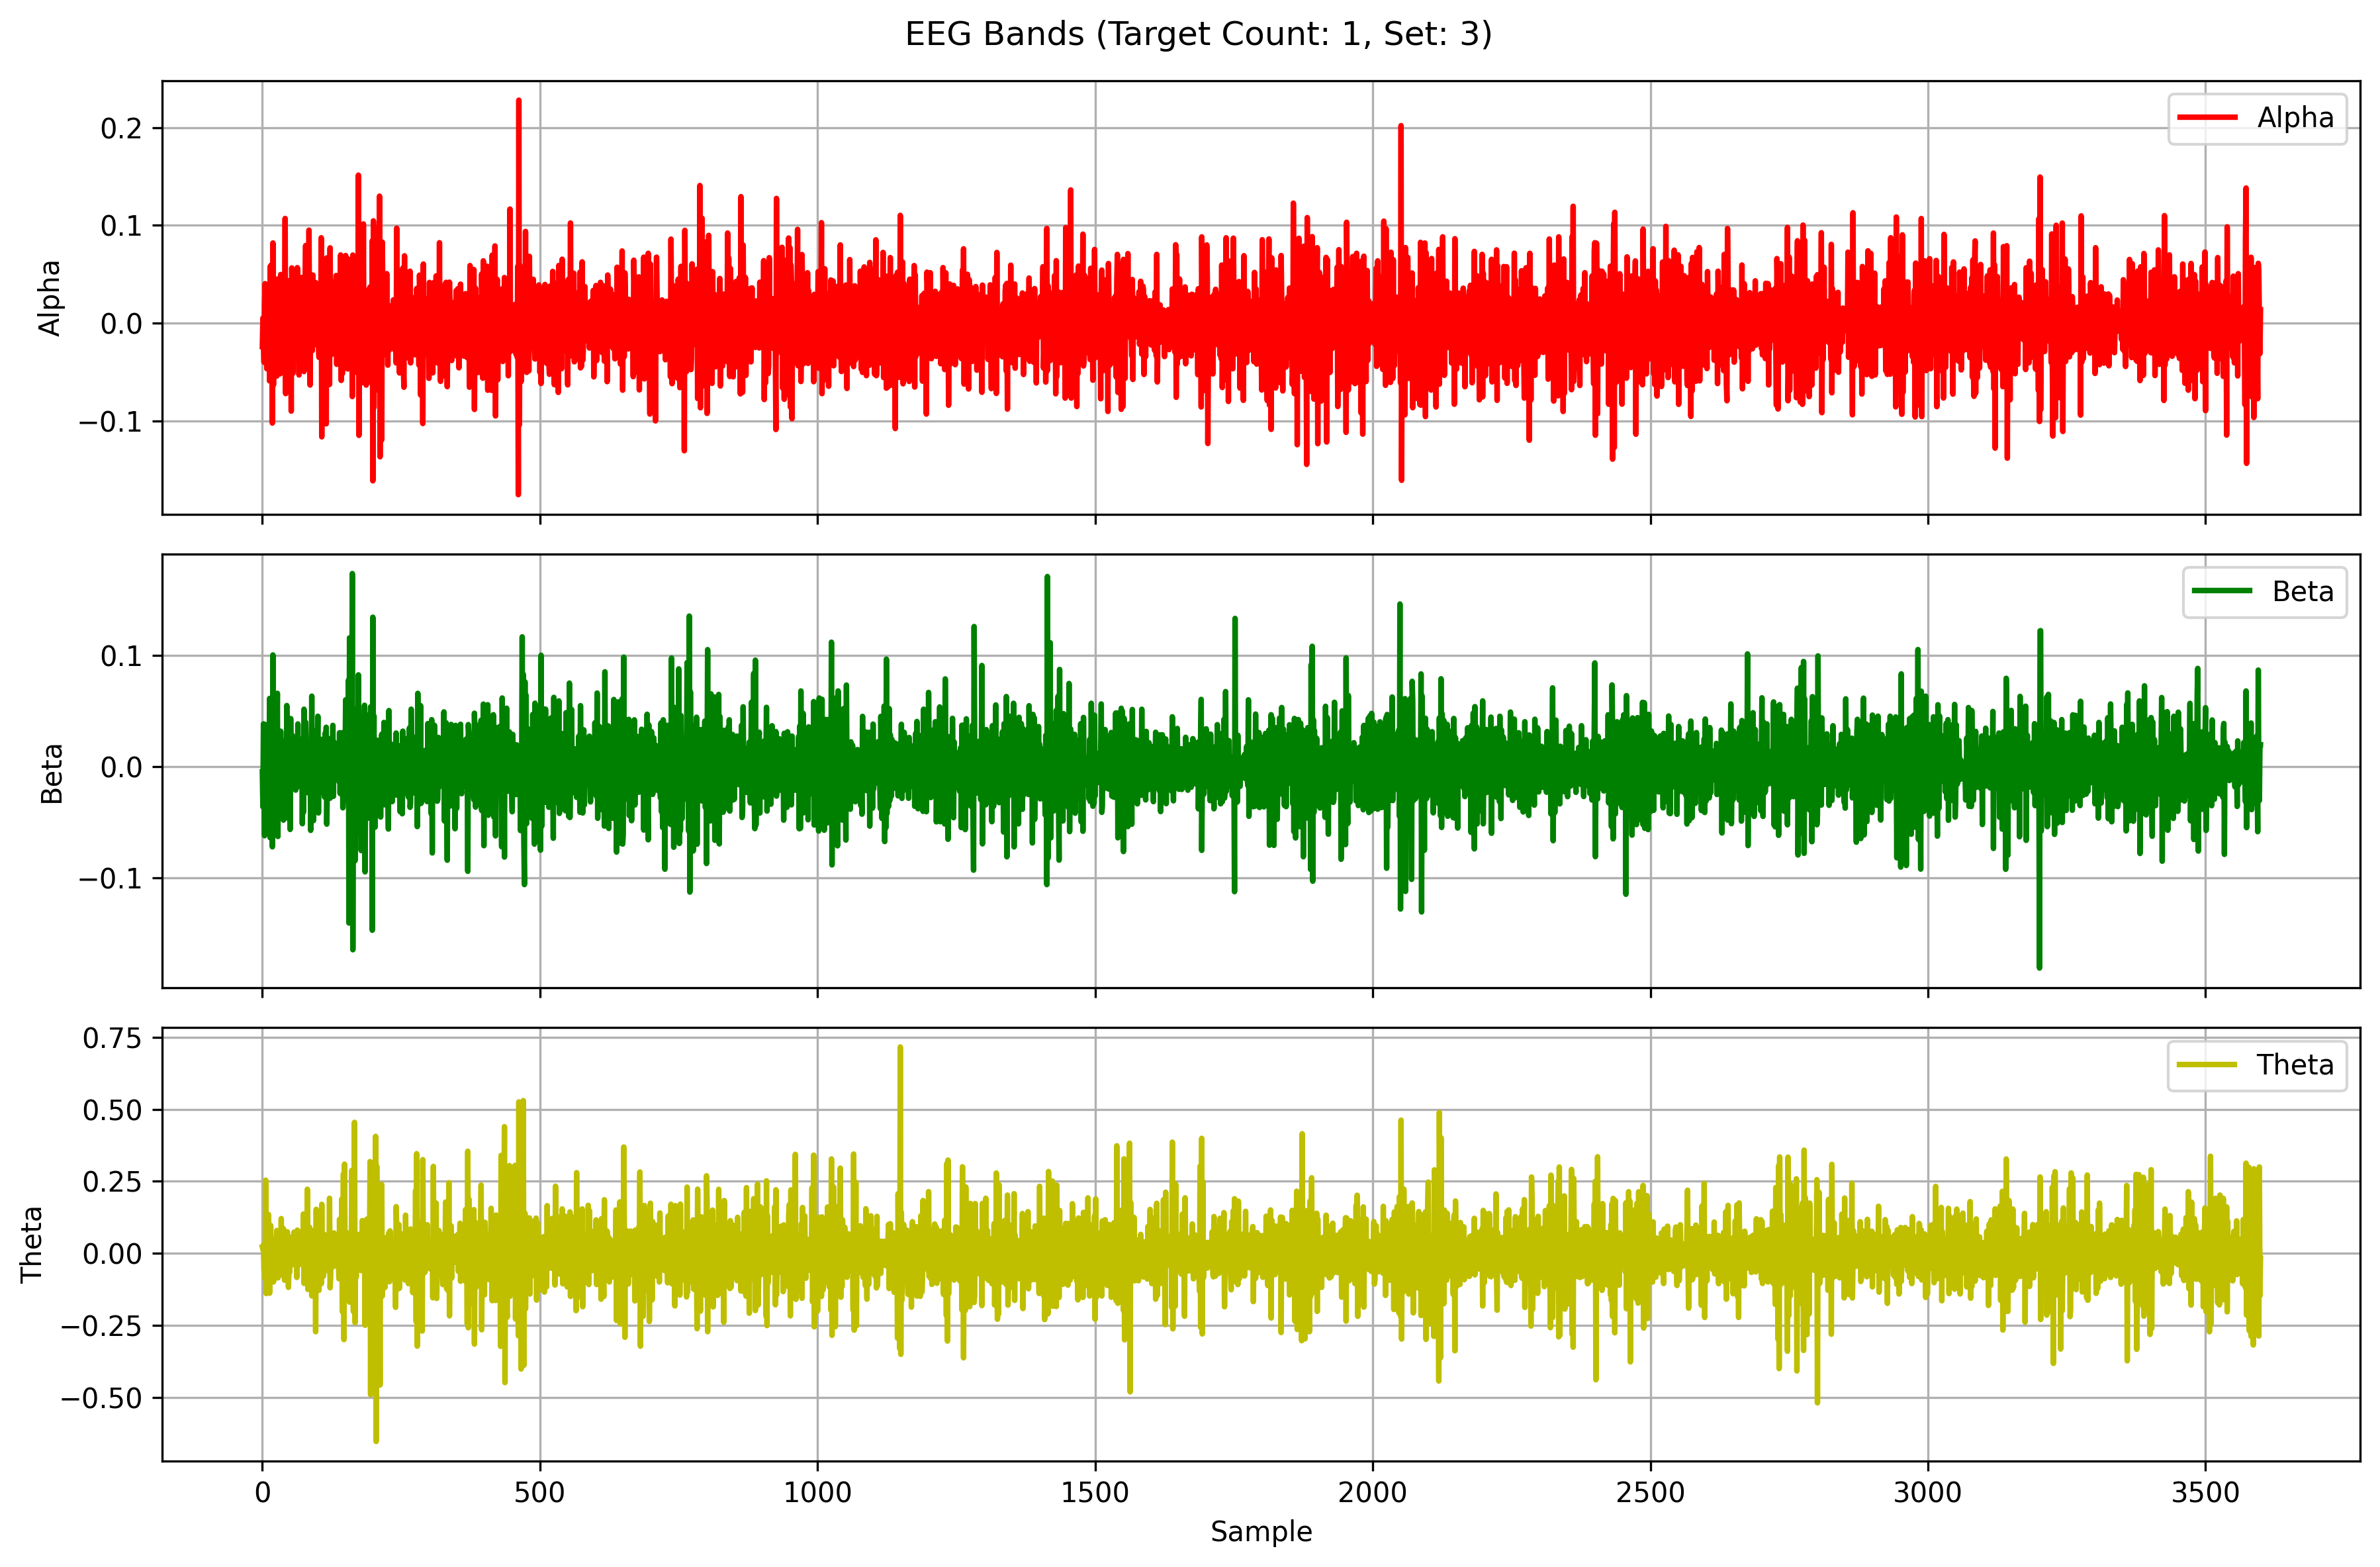 EEG Bands (Target Count: 1, Set: 3)
Alpha
0.2
0.1
0.0
−0.1
Alpha
Beta
0.1
0.0
−0.1
Beta
0.75
0.50
0.25
0.00
−0.25
−0.50
Theta
Theta
0 500 1000 1500 2000 2500 3000 3500
Sample